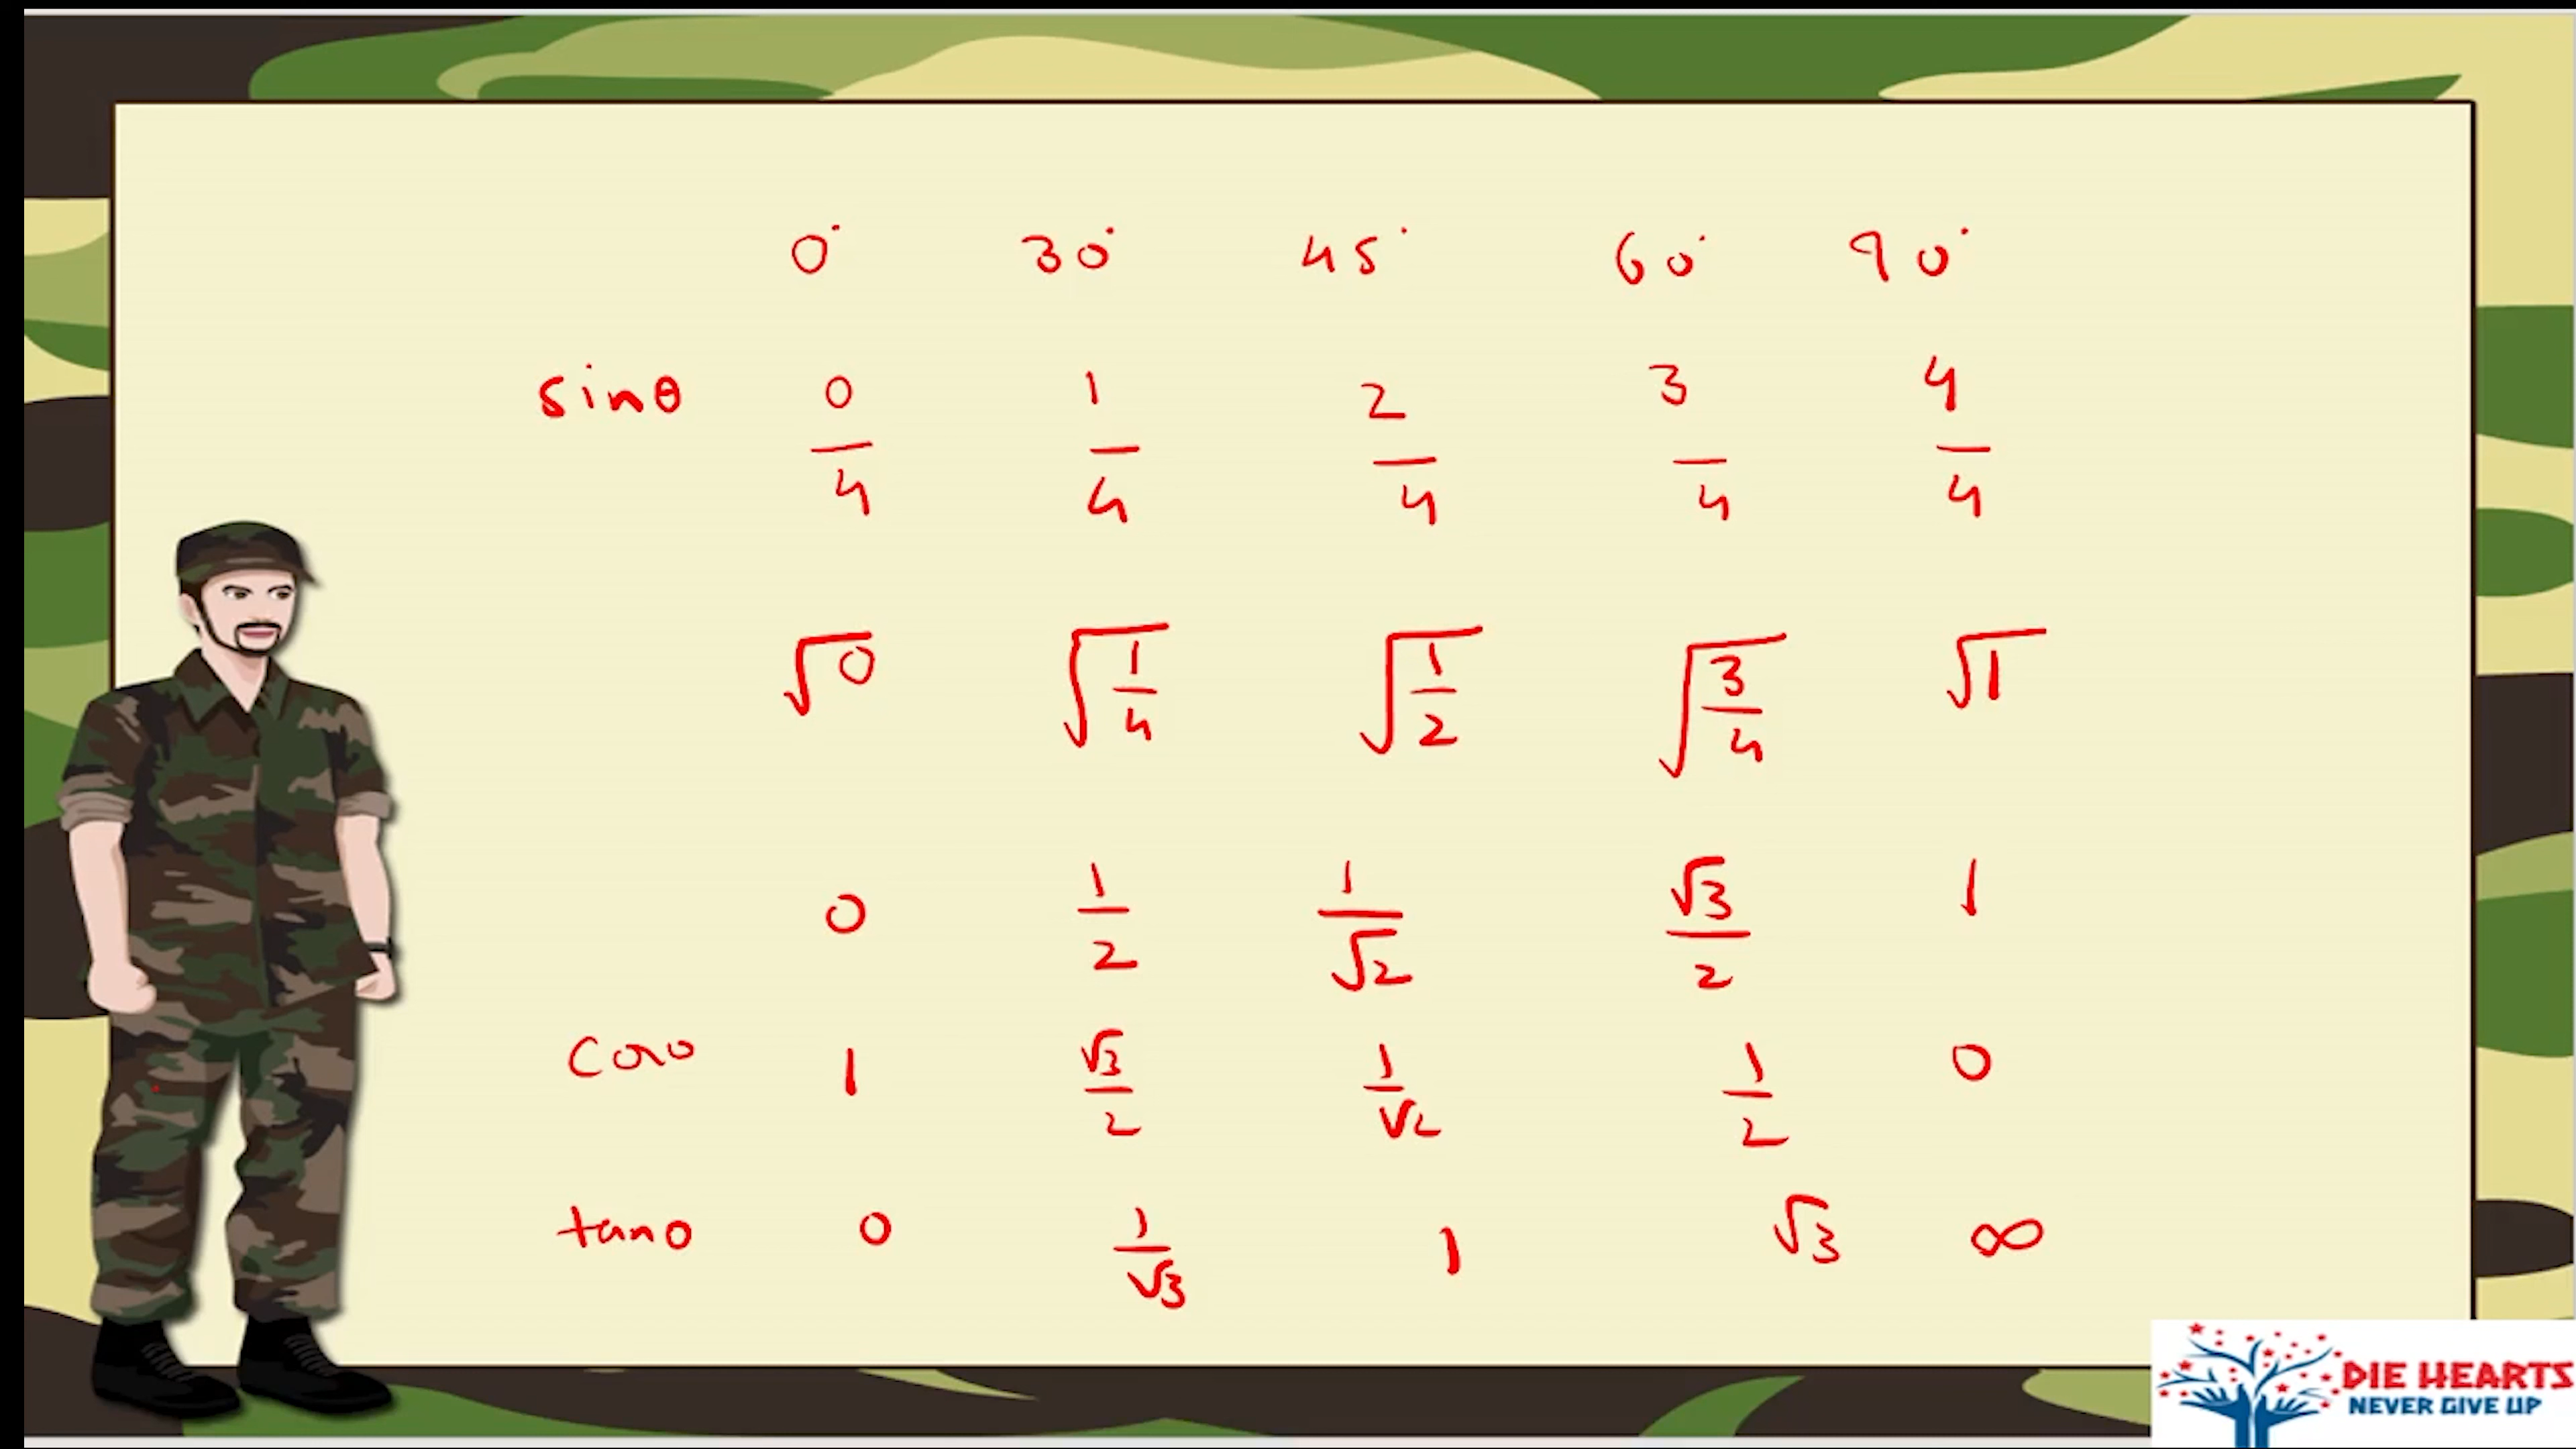 0° 30° 45° 60° 90°
sinθ 0/4 1/4 2/4 3/4 4/4
√0 √(1/4) √(1/2) √(3/4) √1
0 1/2 1/√2 √3/2 1
cosθ 1 √3/2 1/√2 1/2 0
tanθ 0 1/√3 1 √3 ∞
DIE HEARTS
NEVER GIVE UP